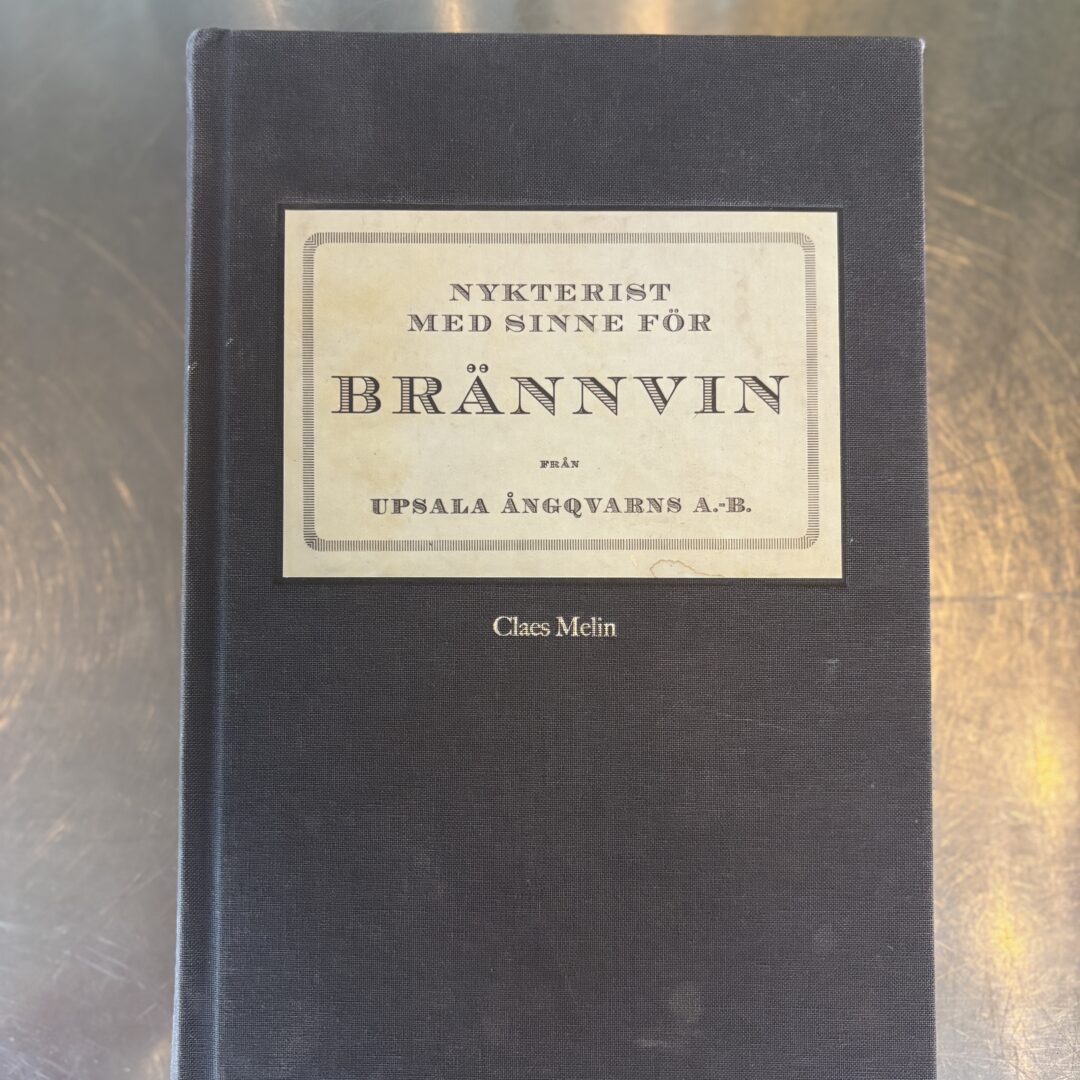 NYKTERIST
MED SINNE FÖR
BRÄNNVIN
FRÅN
UPSALA ÅNGQVARNS A.-B.
Claes Melin